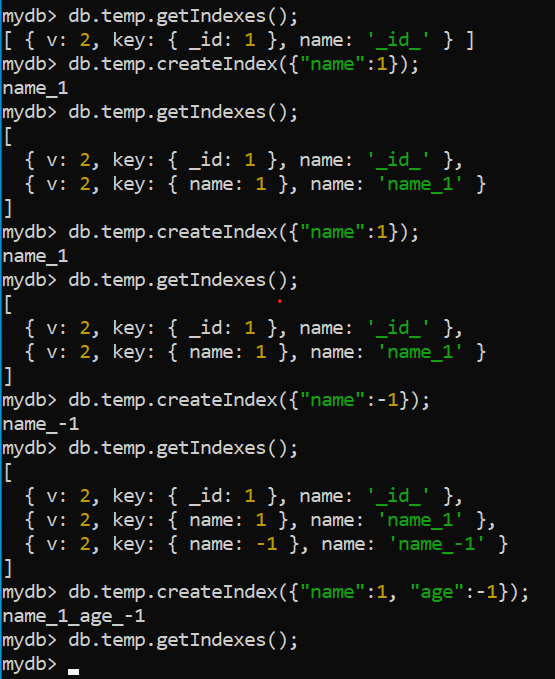 mydb> db.temp.getIndexes();
[ { v: 2, key: { _id: 1 }, name: '_id_' } ]
mydb> db.temp.createIndex({"name":1});
name_1
mydb> db.temp.getIndexes();
[
  { v: 2, key: { _id: 1 }, name: '_id_' },
  { v: 2, key: { name: 1 }, name: 'name_1' }
]
mydb> db.temp.createIndex({"name":1});
name_1
mydb> db.temp.getIndexes();
[
  { v: 2, key: { _id: 1 }, name: '_id_' },
  { v: 2, key: { name: 1 }, name: 'name_1' }
]
mydb> db.temp.createIndex({"name":-1});
name_-1
mydb> db.temp.getIndexes();
[
  { v: 2, key: { _id: 1 }, name: '_id_' },
  { v: 2, key: { name: 1 }, name: 'name_1' },
  { v: 2, key: { name: -1 }, name: 'name_-1' }
]
mydb> db.temp.createIndex({"name":1, "age":-1});
name_1_age_-1
mydb> db.temp.getIndexes();
mydb>